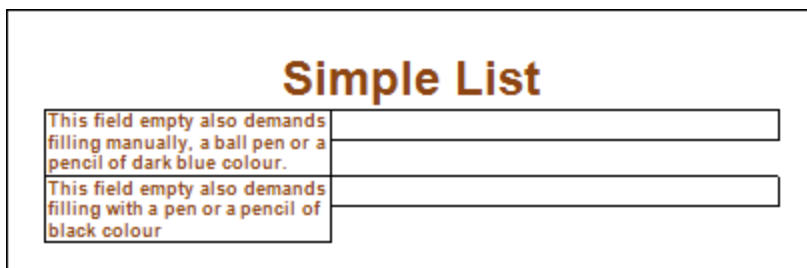 Simple List
This field empty also demands
filling manually, a ball pen or a
pencil of dark blue colour.
This field empty also demands
filling with a pen or a pencil of
black colour